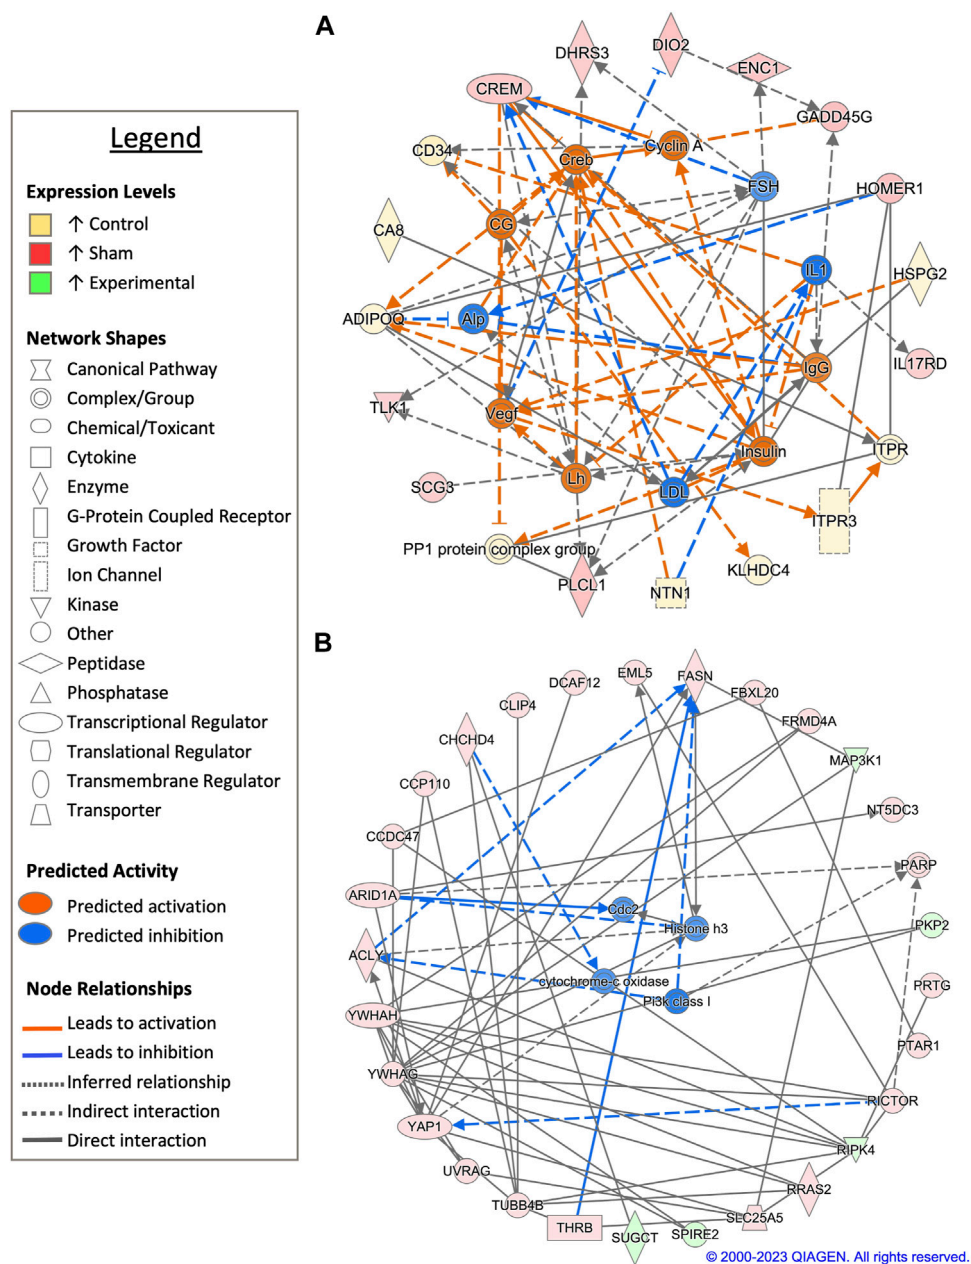 A
DHRS3
DIO2
ENC1
CREM
GADD45G
CD34
Creb
Cyclin A
FSH
HOMER1
CA8
CG
IL1
HSPG2
ADIPOQ
Alp
IgG
IL17RD
TLK1
Vegf
Insulin
ITPR
SCG3
Lh
LDL
ITPR3
PP1 protein complex group
PLCL1
NTN1
KLHDC4
Legend
Expression Levels
↑ Control
↑ Sham
↑ Experimental
Network Shapes
Canonical Pathway
Complex/Group
Chemical/Toxicant
Cytokine
Enzyme
G-Protein Coupled Receptor
Growth Factor
Ion Channel
Kinase
Other
Peptidase
Phosphatase
Transcriptional Regulator
Translational Regulator
Transmembrane Regulator
Transporter
Predicted Activity
Predicted activation
Predicted inhibition
Node Relationships
Leads to activation
Leads to inhibition
Inferred relationship
Indirect interaction
Direct interaction
B
DCAF12
EML5
FASN
FBXL20
CLIP4
FRMD4A
CHCHD4
MAP3K1
CCP110
NT5DC3
CCDC47
PARP
ARID1A
Cdc2
Histone h3
PKP2
ACLY
cytochrome-c oxidase
Pi3k class I
PRTG
YWHAH
PTAR1
YWHAG
RICTOR
YAP1
RIPK4
UVRAG
RRAS2
TUBB4B
THRB
SLC25A5
SUGCT
SPIRE2
© 2000-2023 QIAGEN. All rights reserved.